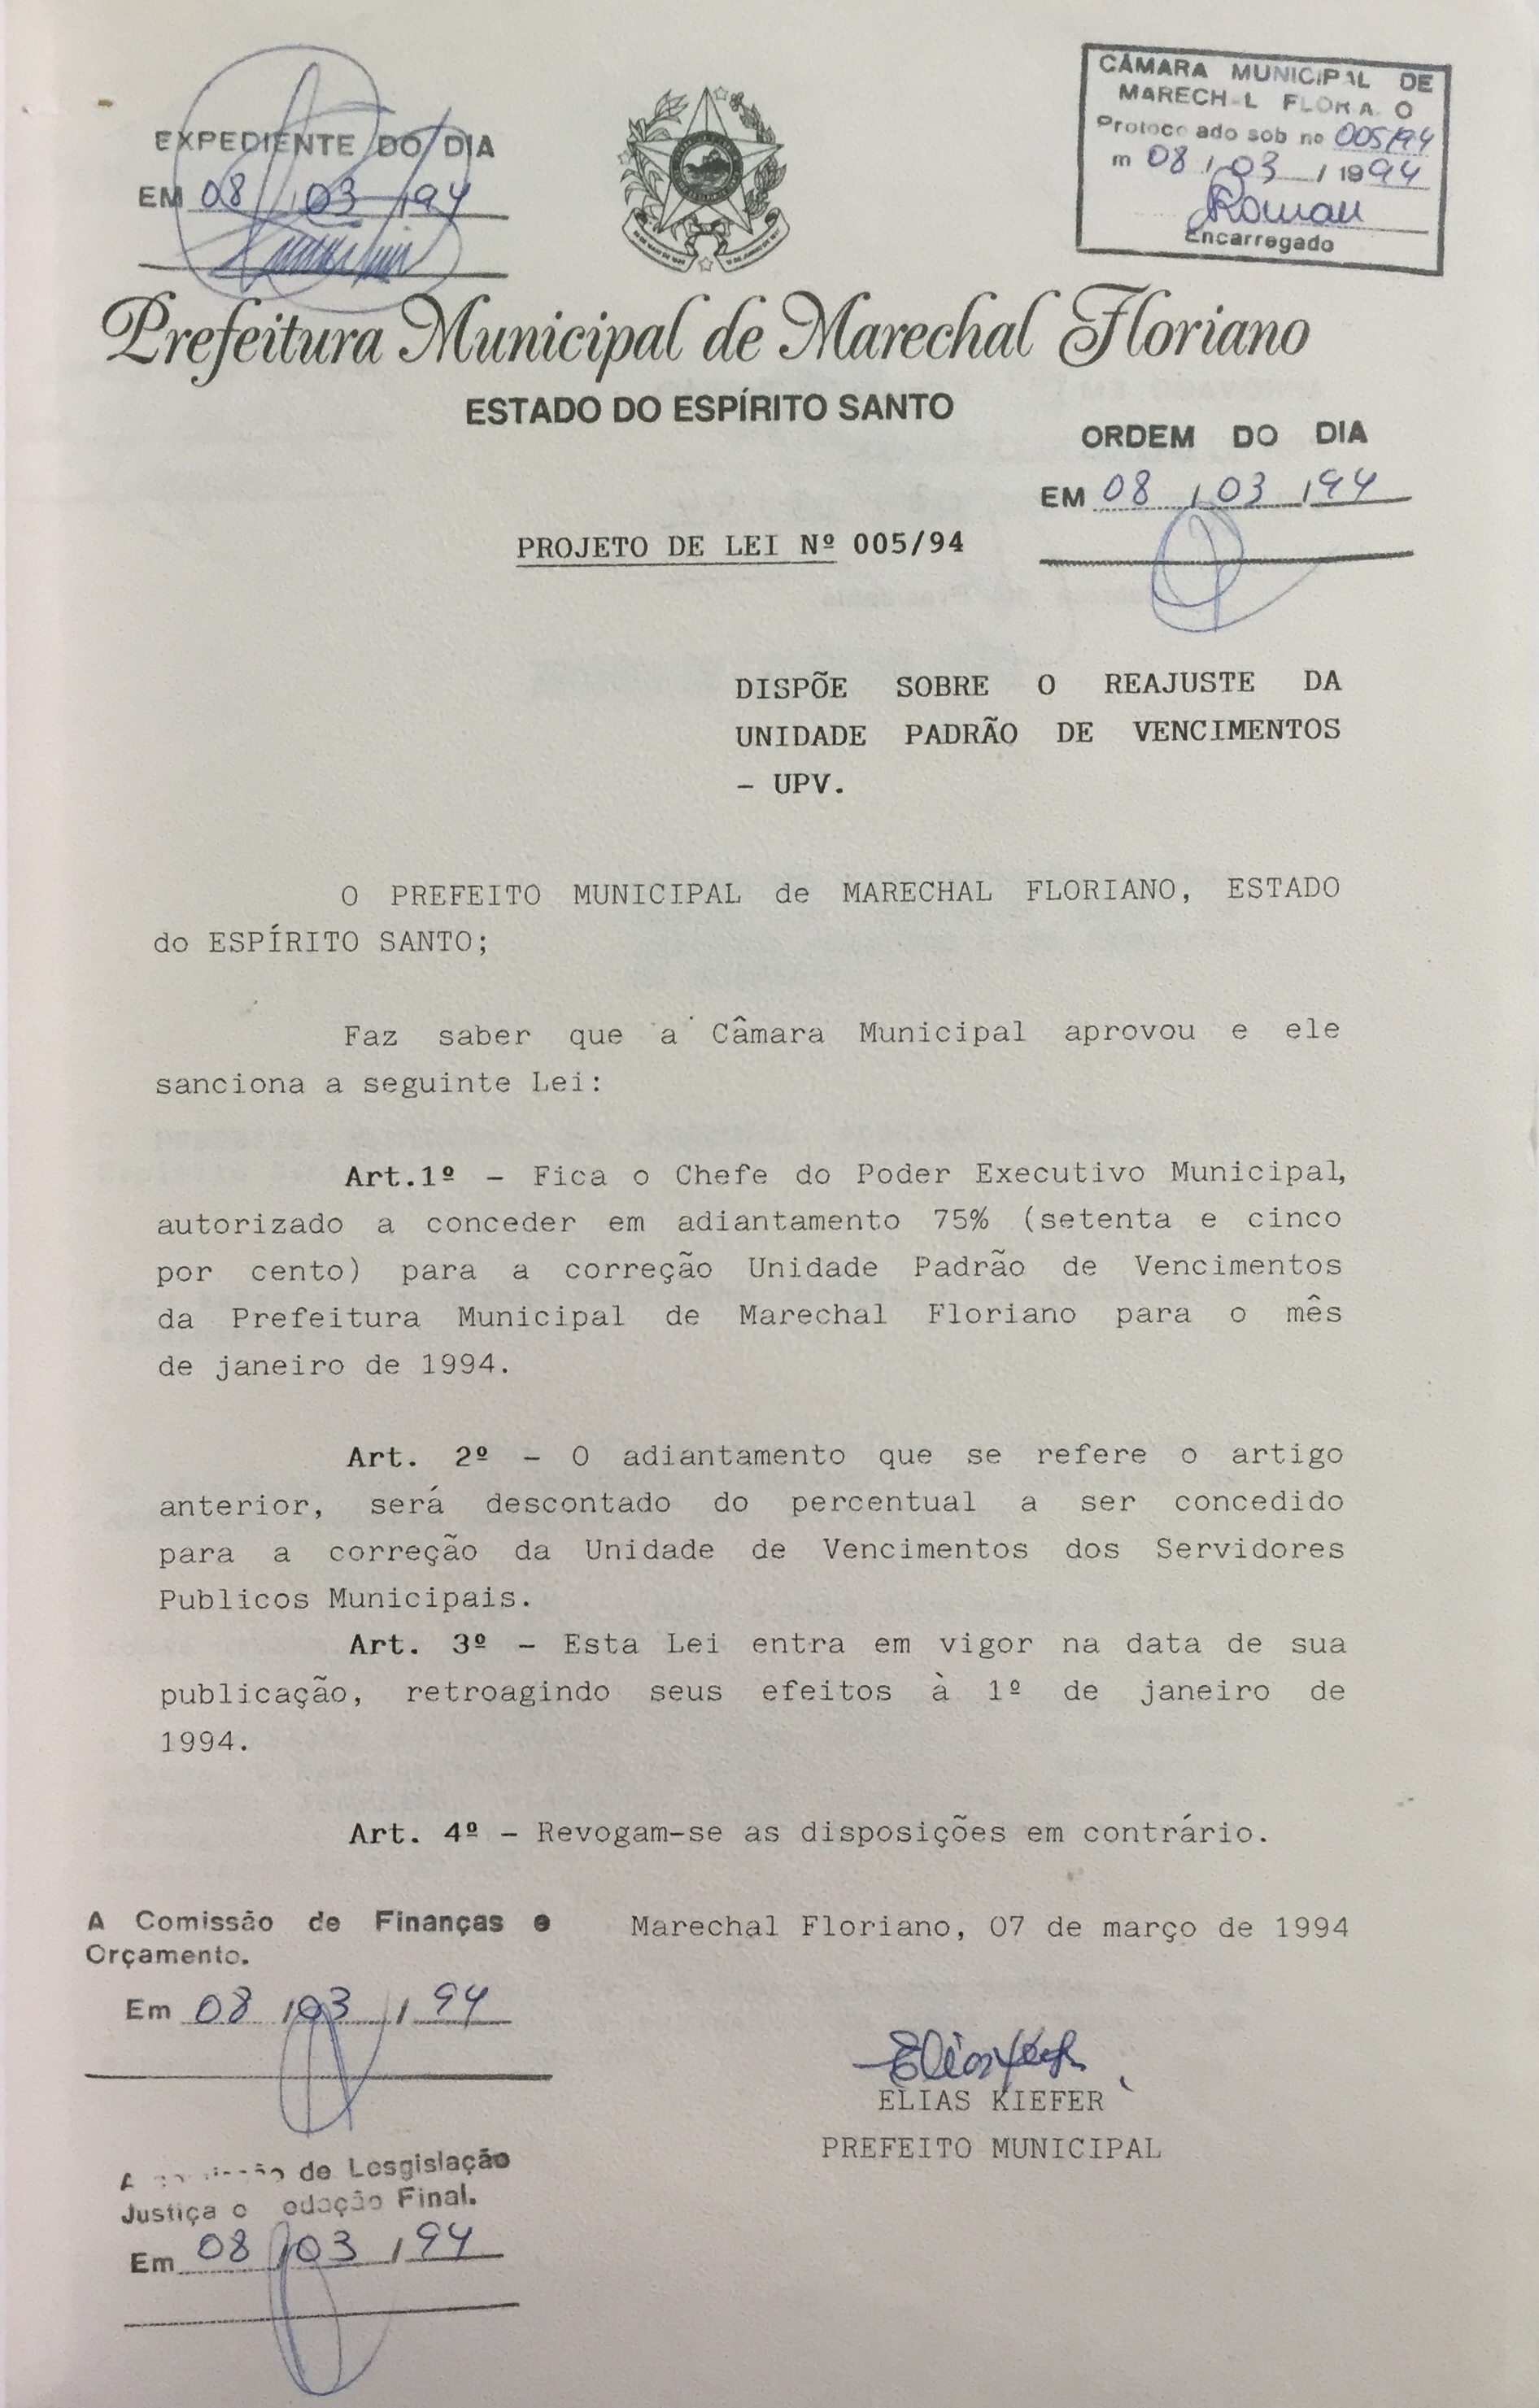 EXPEDIENTE DO DIA
EM 08/03/94
CÂMARA MUNICIPAL DE
MARECH L FLOR A O
Protoco ado sob no 005/94
m 08/03/1994
Roman
Encarregado
Prefeitura Municipal de Marechal Floriano
ESTADO DO ESPÍRITO SANTO
ORDEM DO DIA
EM 08/03/94
PROJETO DE LEI Nº 005/94
DISPÕE SOBRE O REAJUSTE DA
UNIDADE PADRÃO DE VENCIMENTOS
- UPV.
O PREFEITO MUNICIPAL de MARECHAL FLORIANO, ESTADO
do ESPÍRITO SANTO;
Faz saber que a Câmara Municipal aprovou e ele
sanciona a seguinte Lei:
Art.1º - Fica o Chefe do Poder Executivo Municipal,
autorizado a conceder em adiantamento 75% (setenta e cinco
por cento) para a correção Unidade Padrão de Vencimentos
da Prefeitura Municipal de Marechal Floriano para o mês
de janeiro de 1994.
Art. 2º - O adiantamento que se refere o artigo
anterior, será descontado do percentual a ser concedido
para a correção da Unidade de Vencimentos dos Servidores
Publicos Municipais.
Art. 3º - Esta Lei entra em vigor na data de sua
publicação, retroagindo seus efeitos à 1º de janeiro de
1994.
Art. 4º - Revogam-se as disposições em contrário.
A Comissão de Finanças e
Orçamento.
Em 08/03/94
Marechal Floriano, 07 de março de 1994
Elias Kiefer
ELIAS KIEFER
PREFEITO MUNICIPAL
A de Lesgislação
Justiça e edação Final.
Em 08/03/94